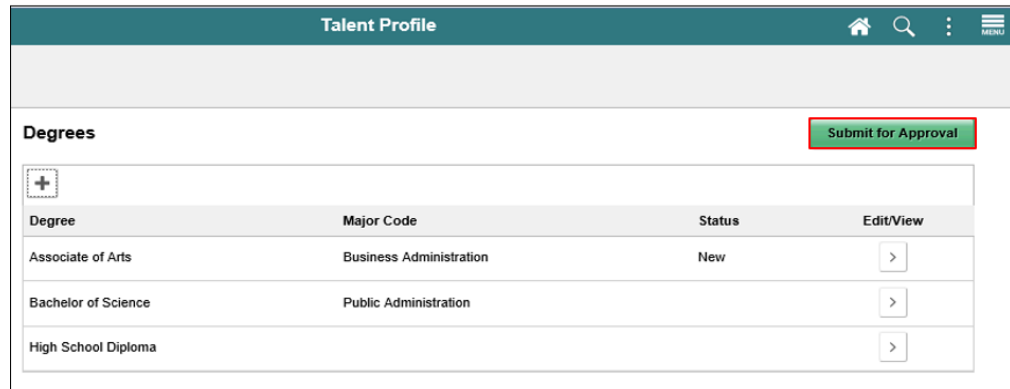 Talent Profile
MENU
Degrees
Submit for Approval
Degree Major Code Status Edit/View
Associate of Arts Business Administration New
Bachelor of Science Public Administration
High School Diploma